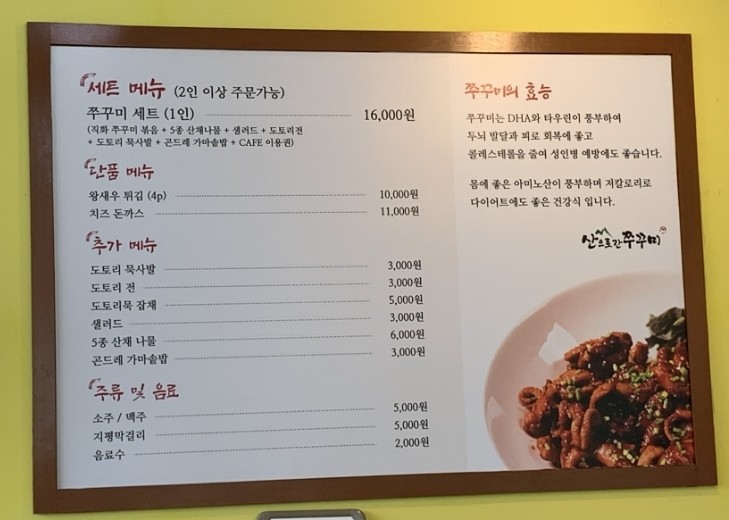 세트 메뉴 (2인 이상 주문가능)
쭈꾸미 세트 (1인) 16,000원
(직화 쭈꾸미 볶음 + 5종 산채나물 + 샐러드 + 도토리전
+ 도토리 묵사발 + 곤드레 가마솥밥 + CAFE 이용권)
단품 메뉴
왕새우 튀김 (4p) 10,000원
치즈 돈까스 11,000원
추가 메뉴
도토리 묵사발 3,000원
도토리 전 3,000원
도토리묵 잡채 5,000원
샐러드 3,000원
5종 산채 나물 6,000원
곤드레 가마솥밥 3,000원
주류 및 음료
소주 / 맥주 5,000원
지평막걸리 5,000원
음료수 2,000원
쭈꾸미의 효능
쭈꾸미는 DHA와 타우린이 풍부하여
두뇌 발달과 피로 회복에 좋고
콜레스테롤을 줄여 성인병 예방에도 좋습니다.
몸에 좋은 아미노산이 풍부하며 저칼로리로
다이어트에도 좋은 건강식 입니다.
산으로간쭈꾸미